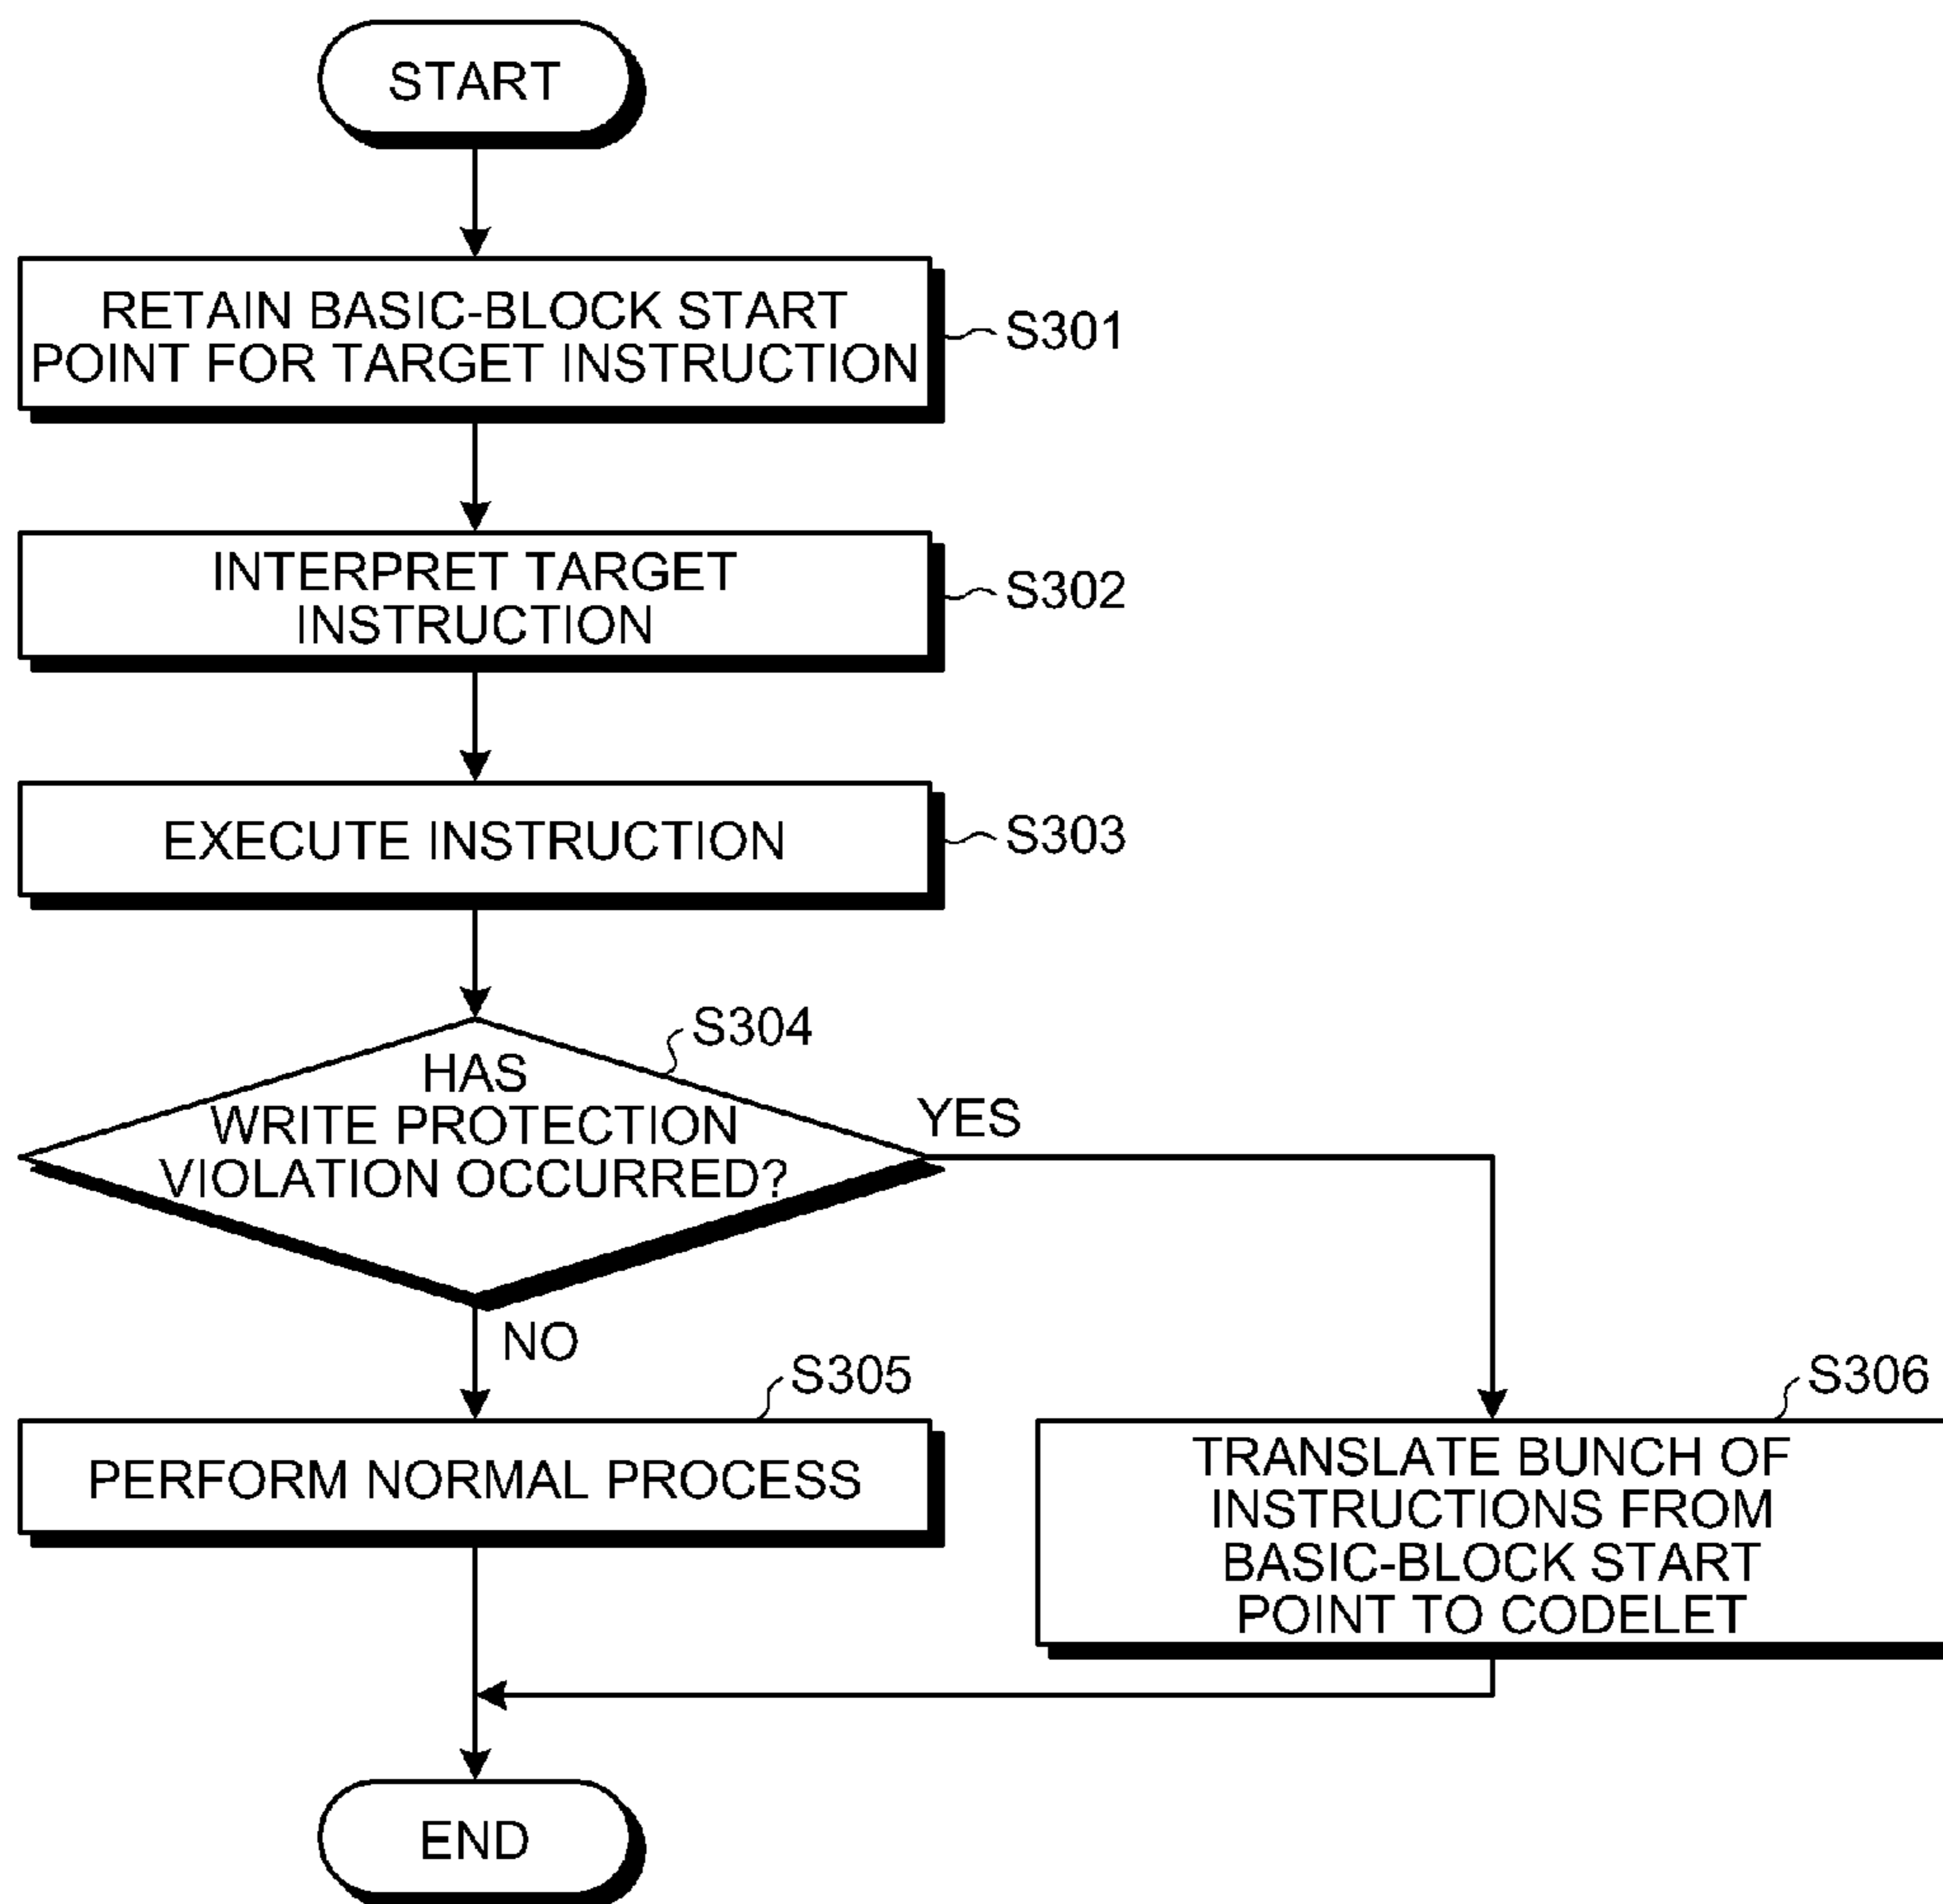 START
RETAIN BASIC-BLOCK START
POINT FOR TARGET INSTRUCTION
S301
INTERPRET TARGET
INSTRUCTION
S302
EXECUTE INSTRUCTION
S303
S304
HAS
WRITE PROTECTION
VIOLATION OCCURRED?
YES
NO
S305
PERFORM NORMAL PROCESS
S306
TRANSLATE BUNCH OF
INSTRUCTIONS FROM
BASIC-BLOCK START
POINT TO CODELET
END